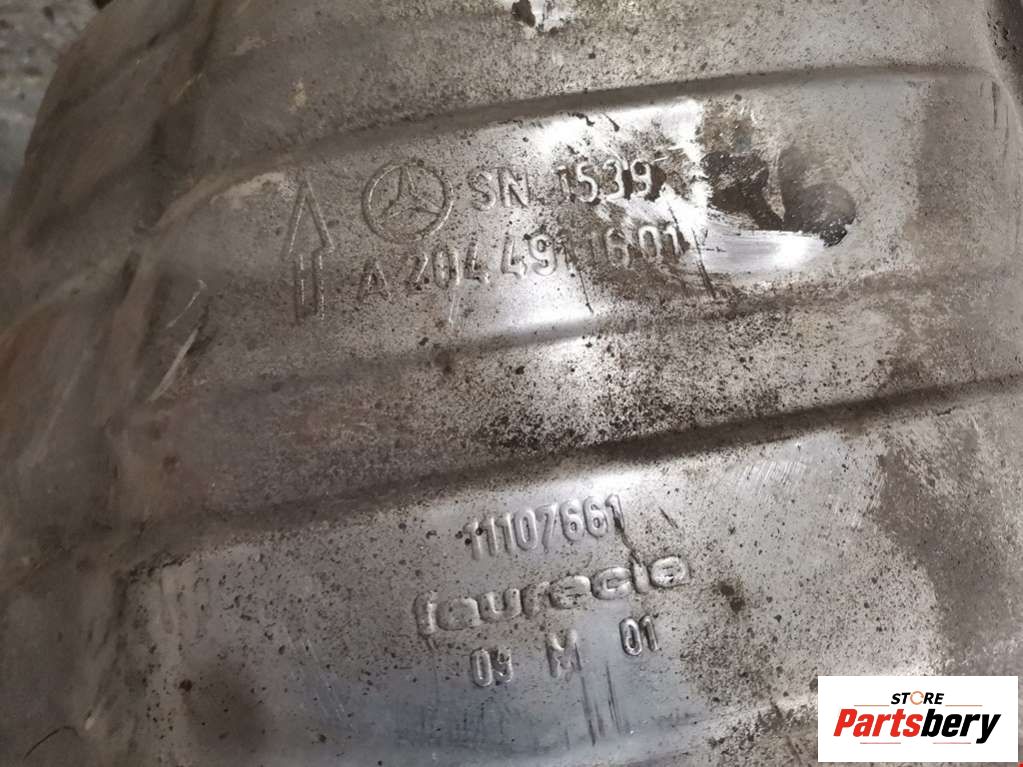 SN. 1539
A 204 491 16 01
11107661
faurecia
09 M 01
STORE
Partsbery